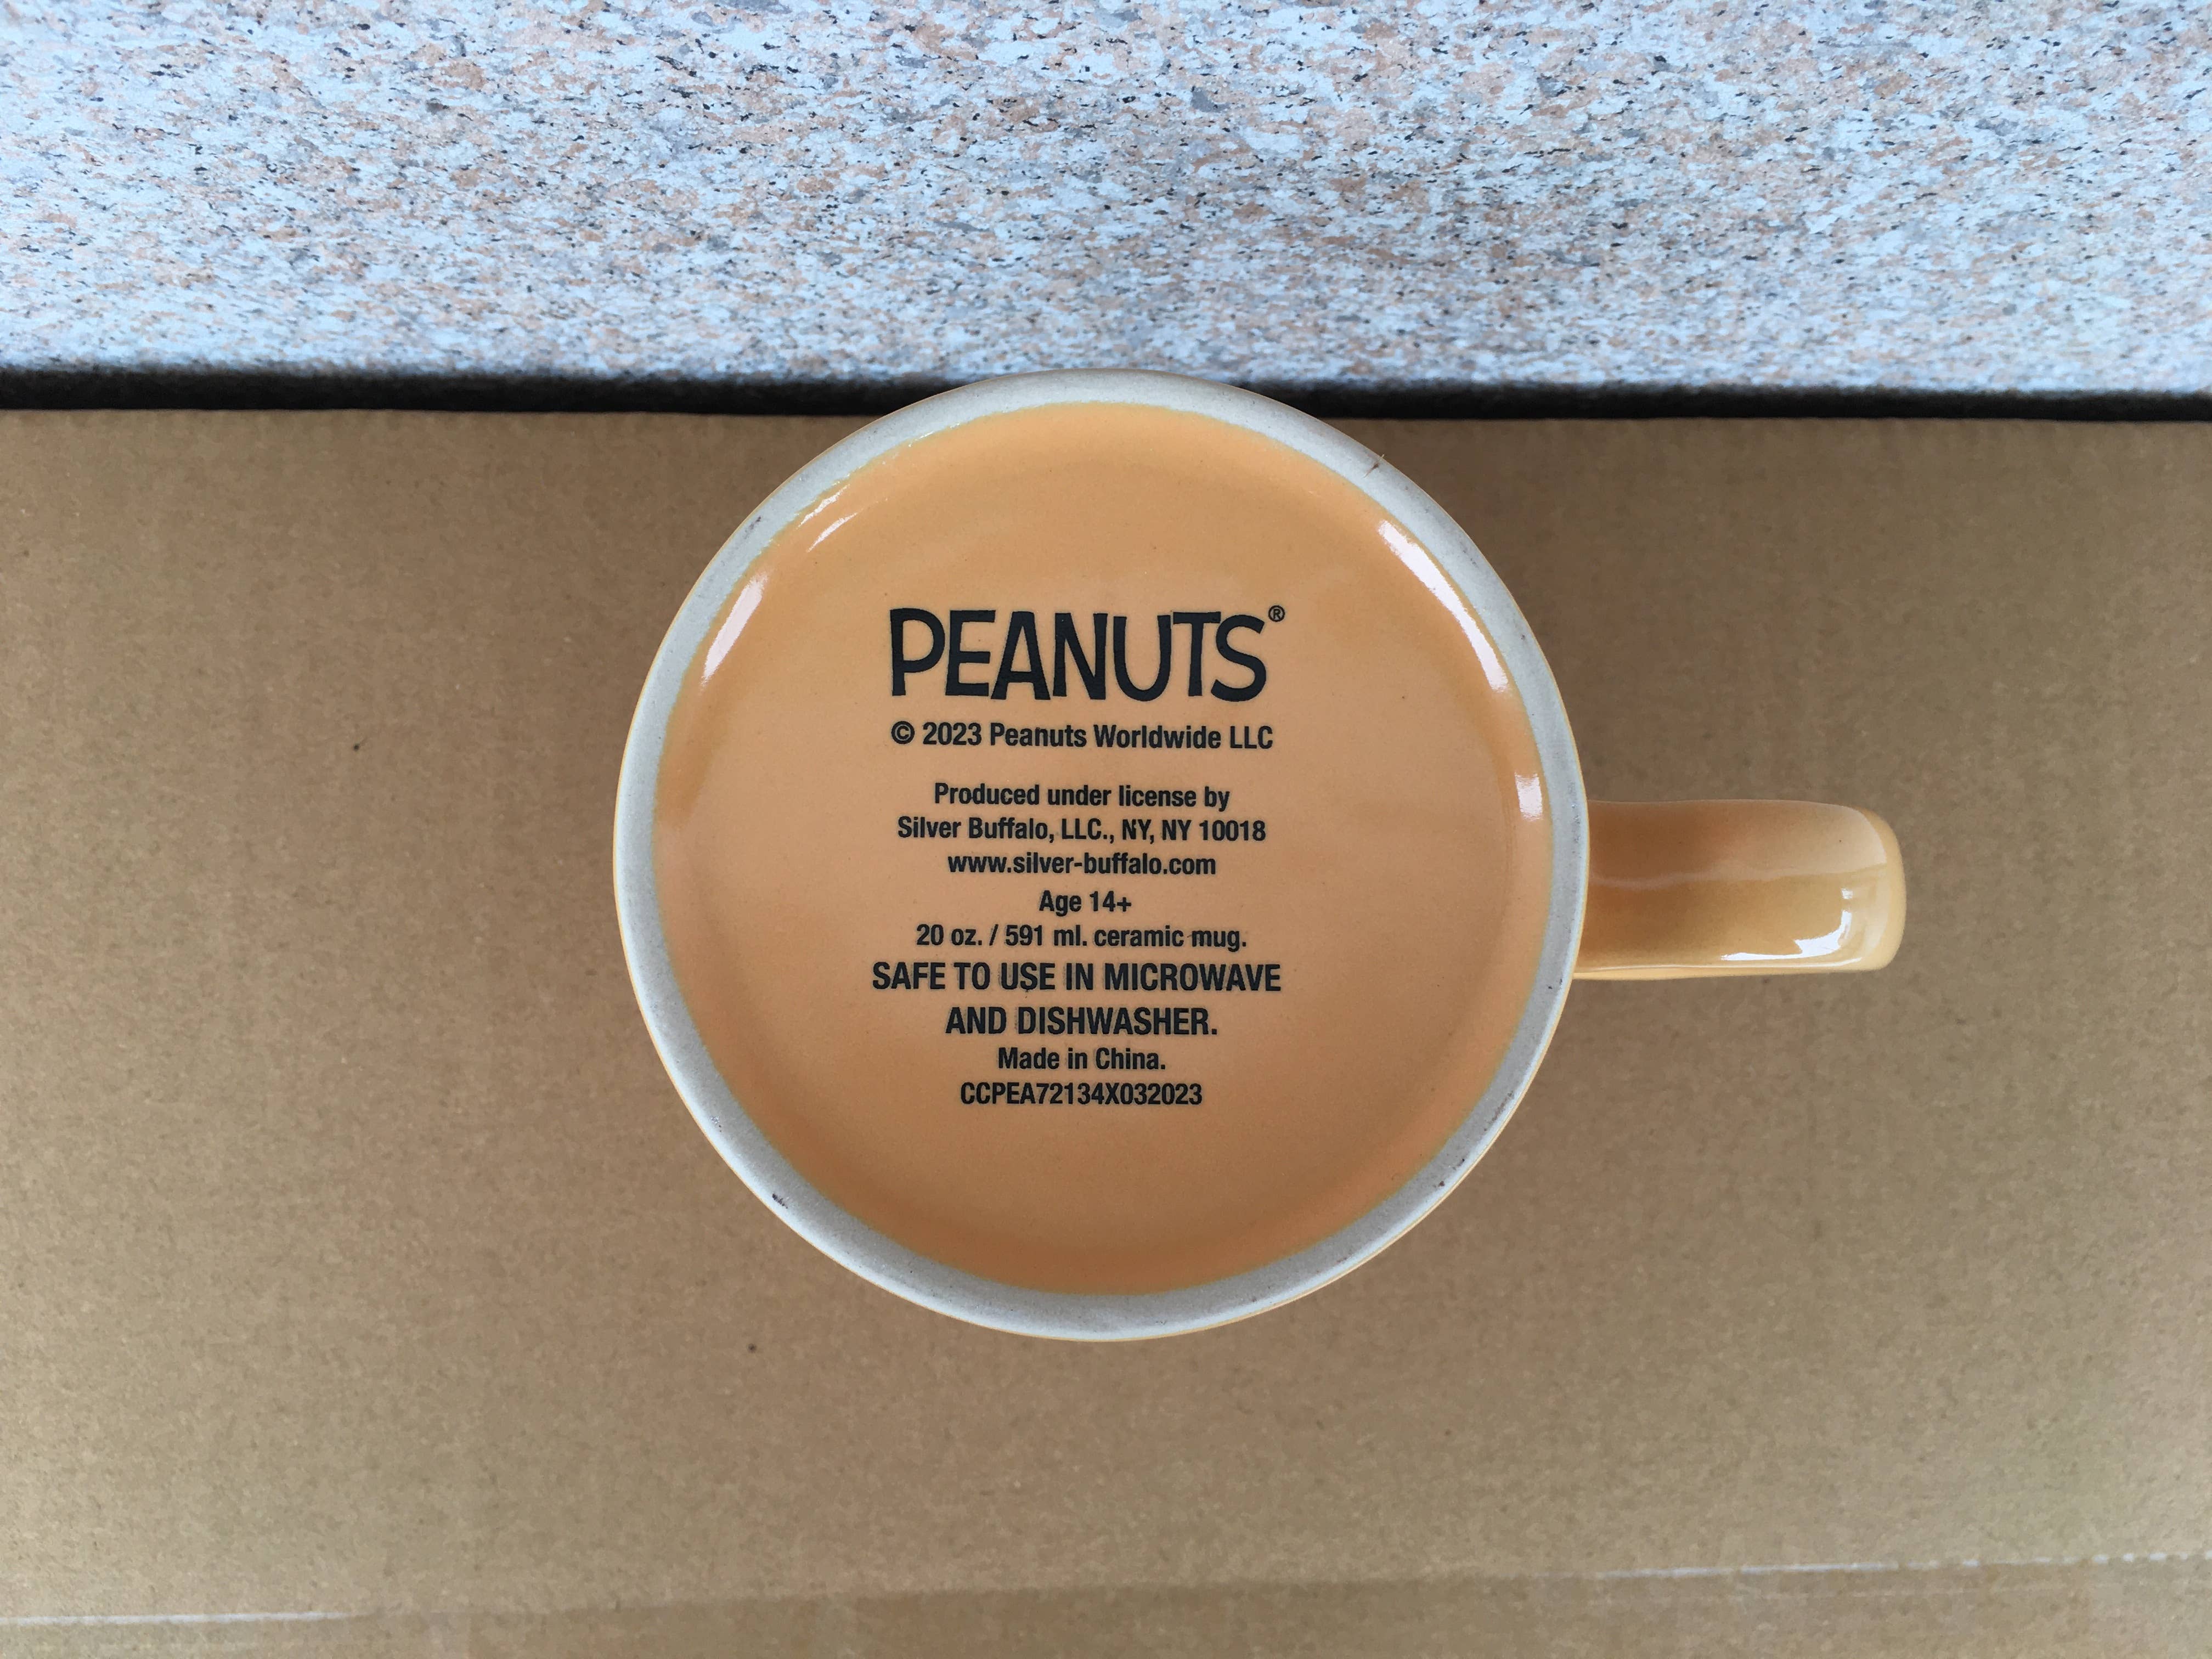 PEANUTS®
© 2023 Peanuts Worldwide LLC
Produced under license by
Silver Buffalo, LLC., NY, NY 10018
www.silver-buffalo.com
Age 14+
20 oz. / 591 ml. ceramic mug.
SAFE TO USE IN MICROWAVE
AND DISHWASHER.
Made in China.
CCPEA72134X032023